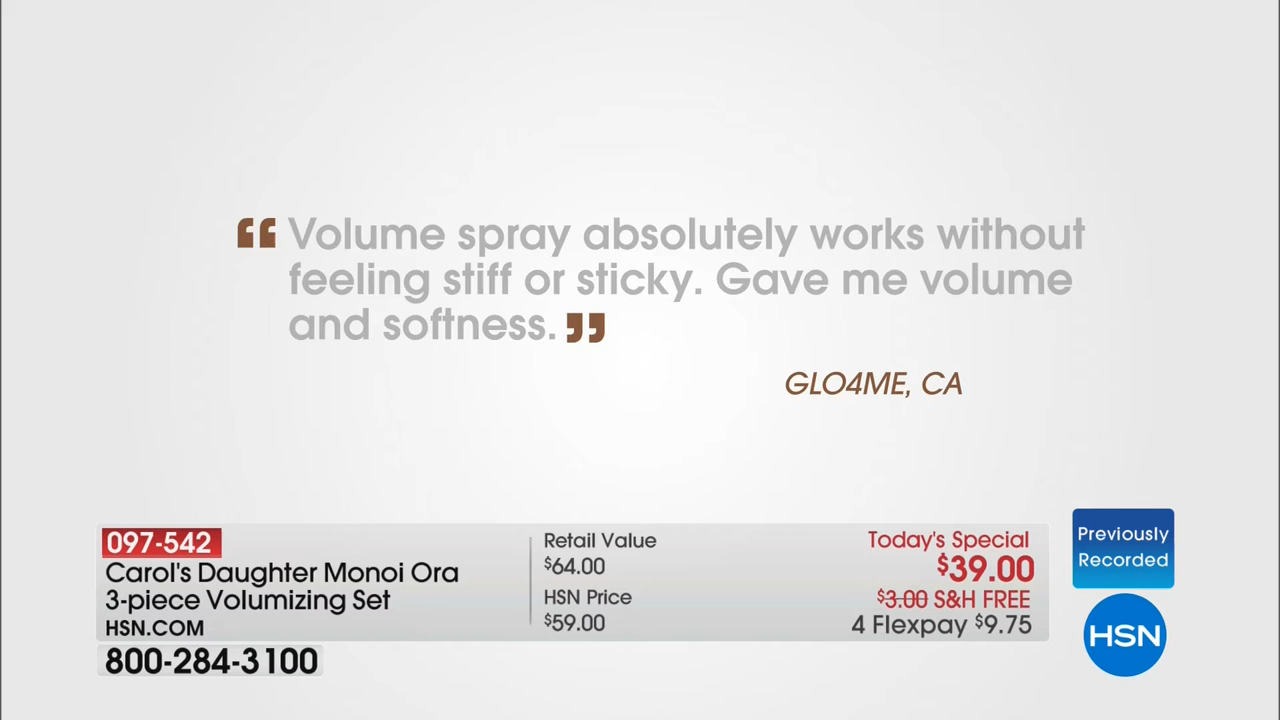 “ Volume spray absolutely works without
feeling stiff or sticky. Gave me volume
and softness. ”
GLO4ME, CA
097-542
Carol's Daughter Monoi Ora
3-piece Volumizing Set
HSN.COM
800-284-3100
Retail Value
$64.00
HSN Price
$59.00
Today's Special
$39.00
$3.00 S&H FREE
4 Flexpay $9.75
Previously
Recorded
HSN